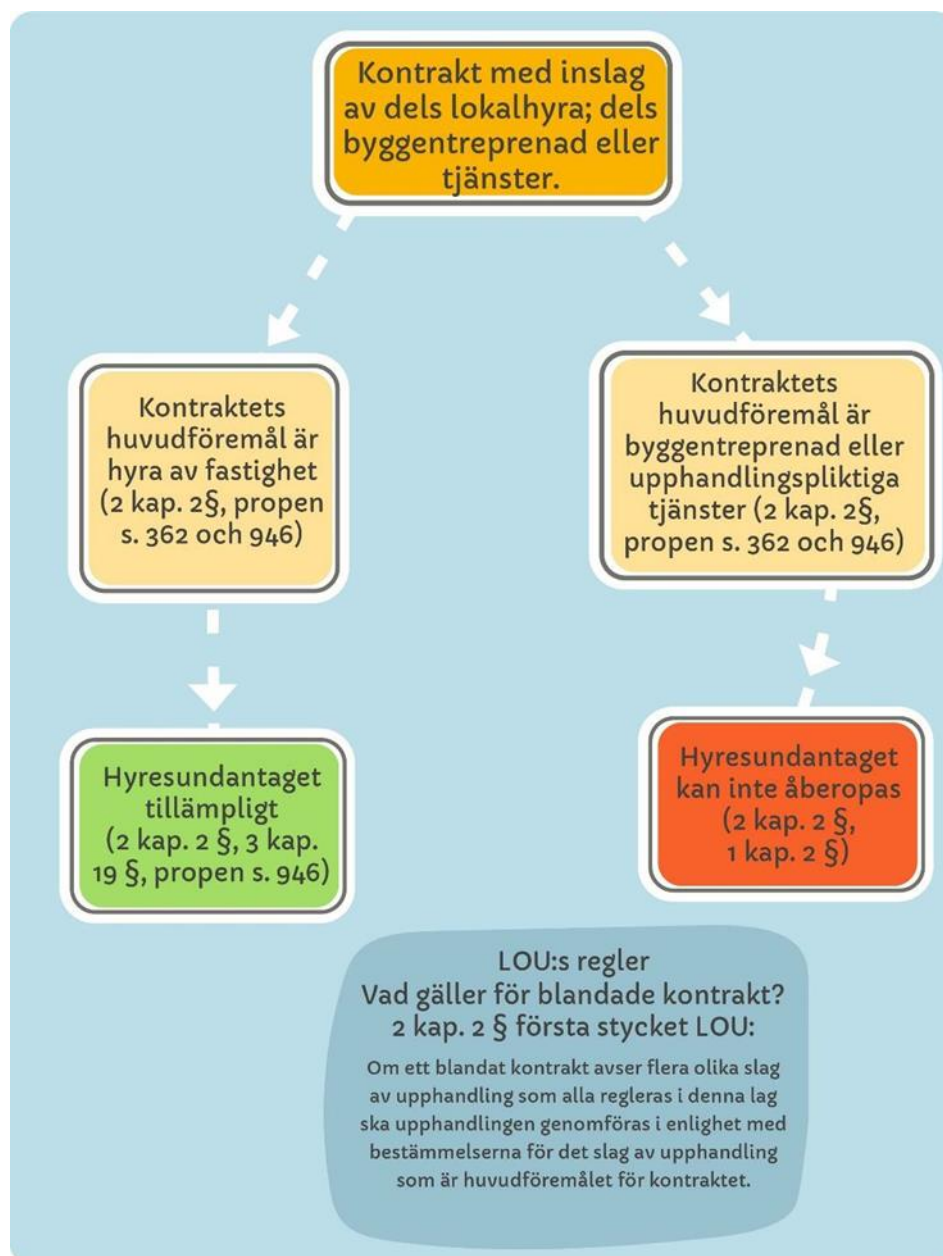 Kontrakt med inslag
av dels lokalhyra; dels
byggentreprenad eller
tjänster.
Kontraktets
huvudföremål är
hyra av fastighet
(2 kap. 2§, propen
s. 362 och 946)
Kontraktets
huvudföremål är
byggentreprenad eller
upphandlingspliktiga
tjänster (2 kap. 2§,
propen s. 362 och 946)
Hyresundantaget
tillämpligt
(2 kap. 2 §, 3 kap.
19 §, propen s. 946)
Hyresundantaget
kan inte åberopas
(2 kap. 2 §,
1 kap. 2 §)
LOU:s regler
Vad gäller för blandade kontrakt?
2 kap. 2 § första stycket LOU:
Om ett blandat kontrakt avser flera olika slag
av upphandling som alla regleras i denna lag
ska upphandlingen genomföras i enlighet med
bestämmelserna för det slag av upphandling
som är huvudföremålet för kontraktet.